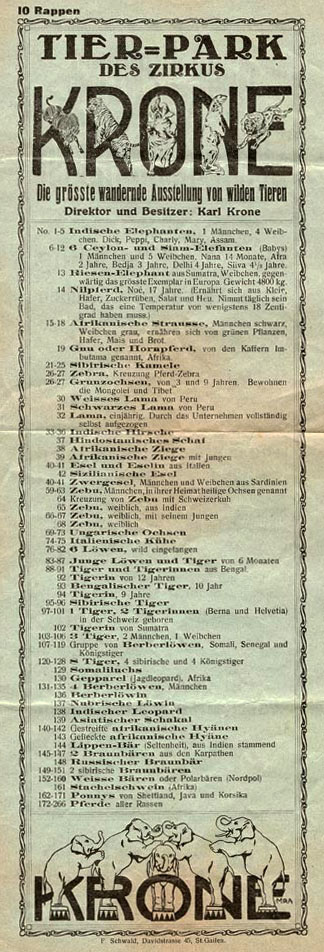 10 Rappen
TIER=PARK
DES ZIRKUS
KRONE
Die grösste wandernde Ausstellung von wilden Tieren
Direktor und Besitzer: Karl Krone
No. 1-5 Indische Elephanten, 1 Männchen, 4 Weib-
chen. Dick, Peppi, Charly, Mary, Assam.
6-12 6 Ceylon- und Siam-Elefanten (Babys)
1 Männchen und 5 Weibchen. Nana 14 Monate, Afra
2 Jahre, Bedja 3 Jahre, Delhi 4 Jahre, Silva 4½ Jahre.
13 Riesen-Elephant aus Sumatra, Weibchen, gegen-
wärtig das grösste Exemplar in Europa. Gewicht 4800 kg.
14 Nilpferd, Noé, 17 Jahre. (Ernährt sich aus Kleir,
Hafer, Zuckerrüben, Salat und Heu. Nimmt täglich sein
Bad, das eine Temperatur von wenigstens 18 Zenti-
grad haben muss.)
15-18 Afrikanische Strausse, Männchen schwarz,
Weibchen grau, ernähren sich von grünen Pflanzen,
Hafer, Mais und Brot.
19 Gnu oder Hornpferd, von den Kaffern Im-
butama genannt, Afrika.
21-25 Sibirische Kamele
26-27 Zebra, Kreuzung Pferd-Zebra
26-27 Grunzochsen, von 3 und 9 Jahren. Bewohnen
die Mongolei und Tibet
30 Weisses Lama von Peru
31 Schwarzes Lama von Peru
32 Lama, einjährig. Durch das Unternehmen vollständig
selbst aufgezogen
33-36 Indische Hirsche
37 Hindostanisches Schaf
38 Afrikanische Ziege
39 Afrikanische Ziege mit Jungen
40-41 Esel und Eselin aus Italien
42 Sizilianische Esel
40-41 Zwergesel, Männchen und Weibchen aus Sardinien
59-63 Zebu, Männchen, in ihrer Heimat heilige Ochsen genannt
64 Kreuzung von Zebu mit Schweizerkuh
65 Zebu, weiblich, aus Indien
66-67 Zebu, weiblich, mit seinem Jungen
68 Zebu, weiblich
69-73 Ungarische Ochsen
74-75 Italienische Kühe
76-82 6 Löwen, wild eingefangen
83-87 Junge Löwen und Tiger von 6 Monaten
88-91 Tiger und Tigerinnen aus Bengal
92 Tigerin von 12 Jahren
93 Bengalischer Tiger, 10 Jahr
94 Tigerin, 9 Jahre
95-96 Sibirische Tiger
97-101 1 Tiger, 2 Tigerinnen (Berna und Helvetia)
in der Schweiz geboren
102 Tigerin von Sumatra
103-106 3 Tiger, 2 Männchen, 1 Weibchen
107-119 Gruppe von Berberlöwen, Somali, Senegal und
Königstiger
120-128 8 Tiger, 4 sibirische und 4 Königstiger
129 Somaliluchs
130 Gepparel (Jagdleopard), Afrika
131-135 4 Berberlöwen, Männchen
136 Berberlöwin
137 Nubische Löwin
138 Indischer Leopard
139 Asiatischer Schakal
140-142 Gestreifte afrikanische Hyänen
143 Gefleckte afrikanische Hyäne
144 Lippen-Bär (Seltenheit), aus Indien stammend
145-147 2 Braunbären aus den Karpathen
148 Russischer Braunbär
149-151 2 sibirische Braunbären
152-160 Weisse Bären oder Polarbären (Nordpol)
161 Stachelschwein (Afrika)
162-171 Ponnys von Shettland, Java und Korsika
172-266 Pferde aller Rassen
KRONE
F. Schwald, Davidstrasse 45, St. Gallen.